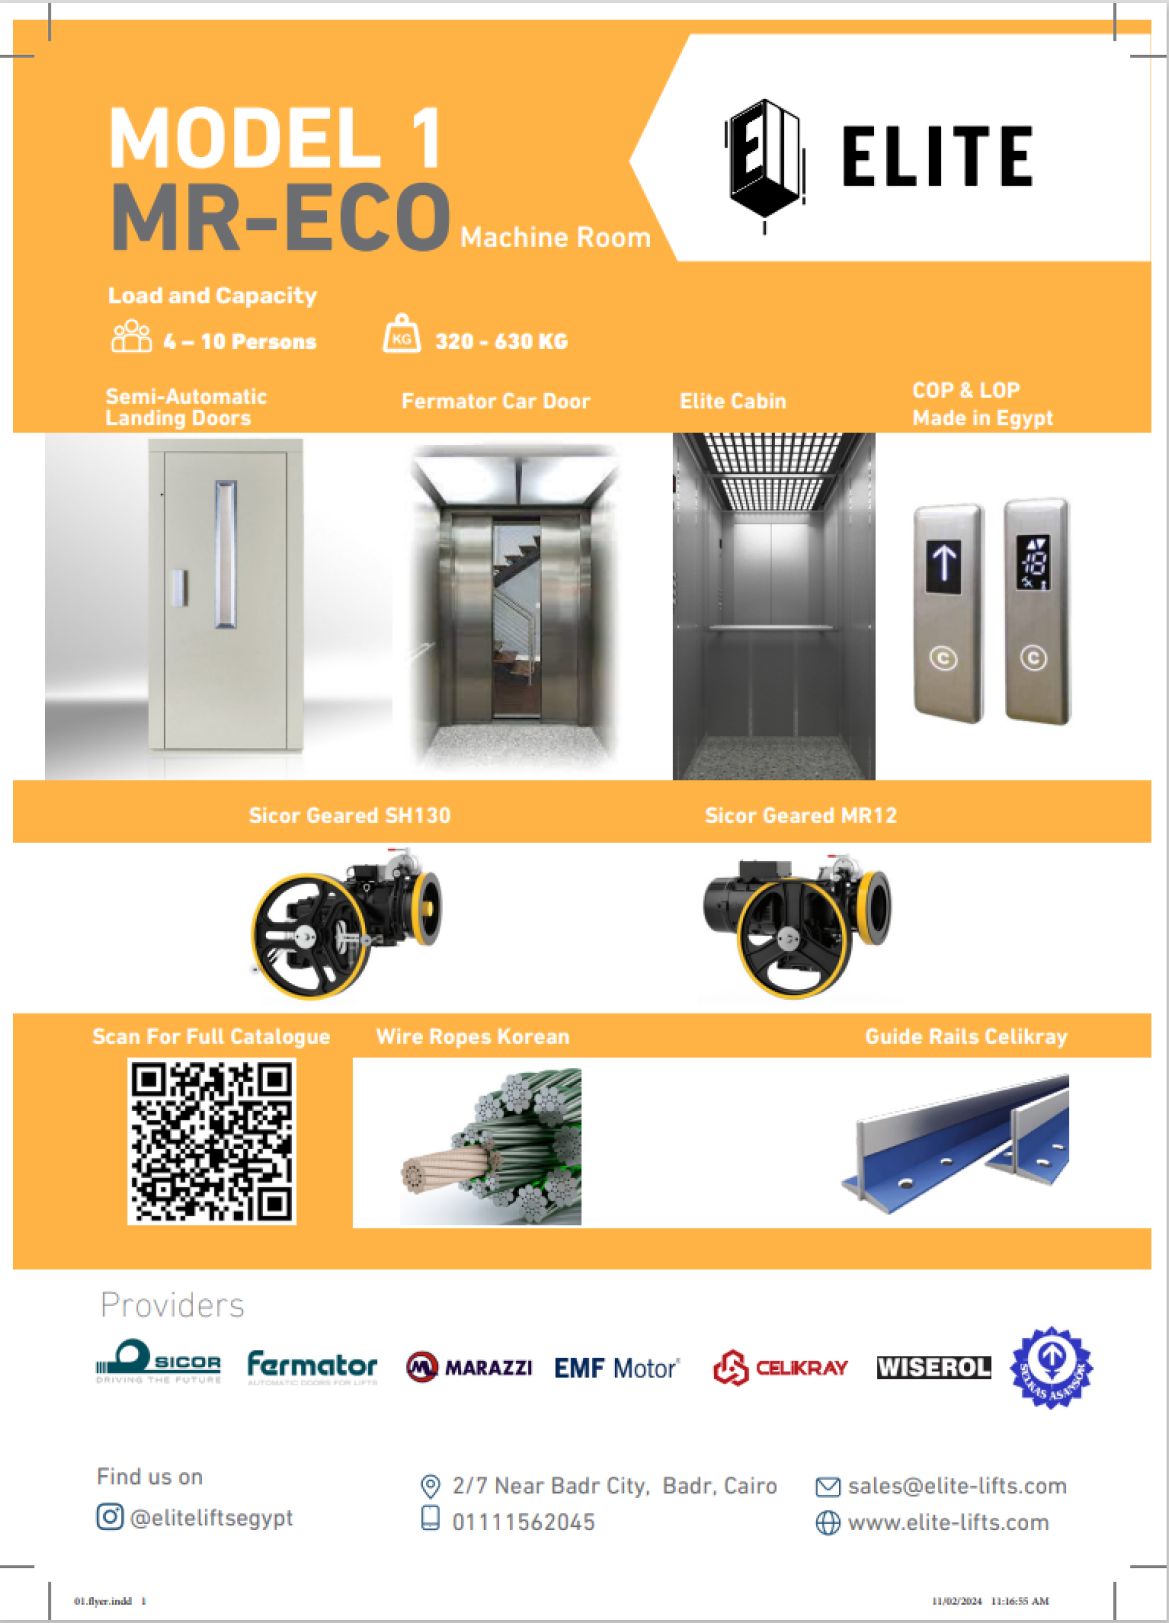 MODEL 1
ELITE
MR-ECO Machine Room
Load and Capacity
4 – 10 Persons
KG
320 - 630 KG
Semi-Automatic
Landing Doors
Fermator Car Door
Elite Cabin
COP & LOP
Made in Egypt
18
C
C
Sicor Geared SH130
Sicor Geared MR12
Scan For Full Catalogue
Wire Ropes Korean
Guide Rails Celikray
Providers
SICOR
DRIVING THE FUTURE
Fermator
AUTOMATIC DOORS FOR LIFTS
M MARAZZI
EMF Motor®
CELIKRAY
WISEROL
SELKAS ASANSÖR
Find us on
@eliteliftsegypt
2/7 Near Badr City, Badr, Cairo
01111562045
sales@elite-lifts.com
www.elite-lifts.com
01.flyer.indd 1
11/02/2024 11:16:55 AM